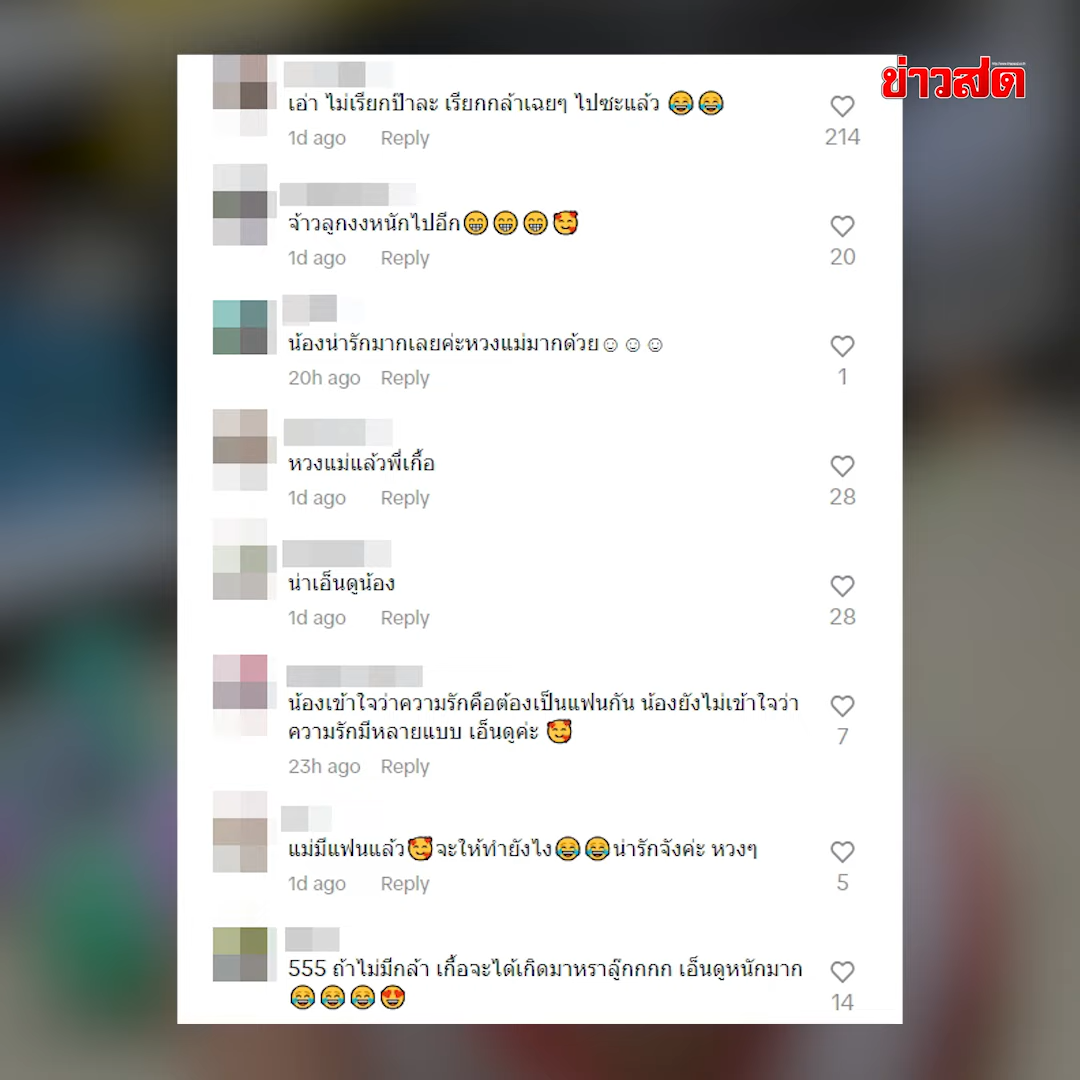 ข่าวสด
เอ่า ไม่เรียกป๊าละ เรียกกล้าเฉยๆ ไปซะแล้ว 😂😂
1d ago Reply
214
จ้าวลูกงงหนักไปอีก😁😁😁🥰
1d ago Reply
20
น้องน่ารักมากเลยค่ะหวงแม่มากด้วย☺☺☺
20h ago Reply
1
หวงแม่แล้วพี่เกื้อ
1d ago Reply
28
น่าเอ็นดูน้อง
1d ago Reply
28
น้องเข้าใจว่าความรักคือต้องเป็นแฟนกัน น้องยังไม่เข้าใจว่า
ความรักมีหลายแบบ เอ็นดูค่ะ 🥰
7
23h ago Reply
แม่มีแฟนแล้ว🥰จะให้ทำยังไง😂😂น่ารักจังค่ะ หวงๆ
1d ago Reply
5
555 ถ้าไม่มีกล้า เกื้อจะได้เกิดมาหราลู๊กกกก เอ็นดูหนักมาก
😂😂😂😍
14